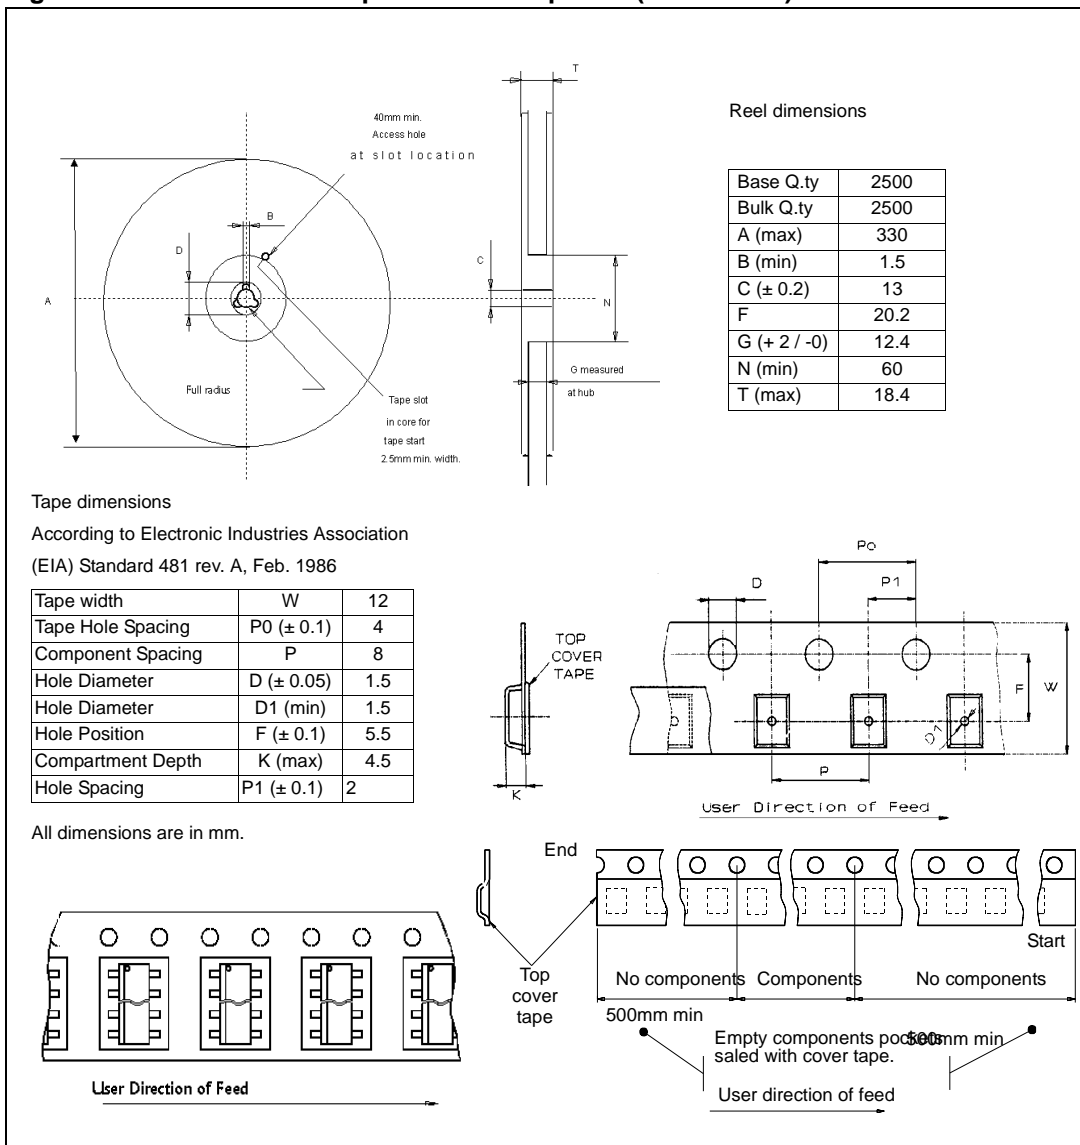 T
40mm min.
Access hole
at slot location
B
D
A
C
N
Full radius
Tape slot
in core for
tape start
2.5mm min. width.
G measured
at hub
Reel dimensions
Base Q.ty 2500
Bulk Q.ty 2500
A (max) 330
B (min) 1.5
C (± 0.2) 13
F 20.2
G (+ 2 / -0) 12.4
N (min) 60
T (max) 18.4
Tape dimensions
According to Electronic Industries Association
(EIA) Standard 481 rev. A, Feb. 1986
Tape width W 12
Tape Hole Spacing P0 (± 0.1) 4
Component Spacing P 8
Hole Diameter D (± 0.05) 1.5
Hole Diameter D1 (min) 1.5
Hole Position F (± 0.1) 5.5
Compartment Depth K (max) 4.5
Hole Spacing P1 (± 0.1) 2
All dimensions are in mm.
Po
D
P1
TOP
COVER
TAPE
F
W
D1
P
K
User Direction of Feed
End
Start
Top
cover
tape
No components
Components
No components
500mm min
Empty components pockets
saled with cover tape.
500mm min
User direction of feed
User Direction of Feed